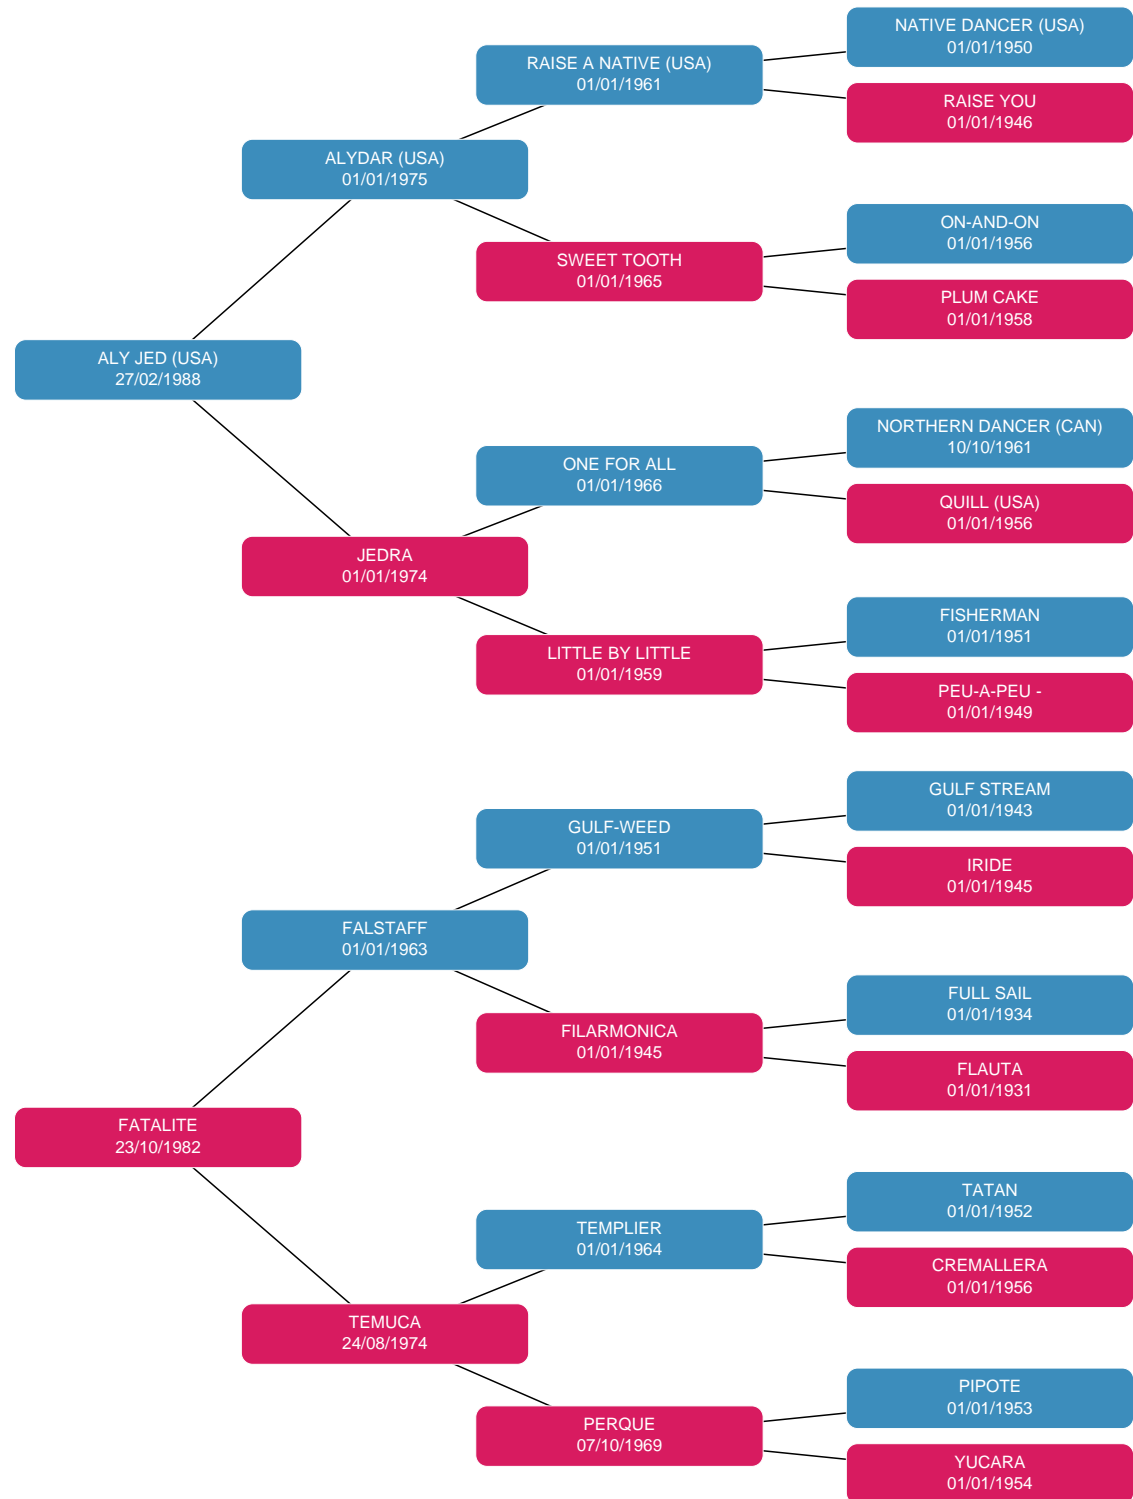 NATIVE DANCER (USA)
01/01/1950
RAISE A NATIVE (USA)
01/01/1961
RAISE YOU
01/01/1946
ALYDAR (USA)
01/01/1975
ON-AND-ON
01/01/1956
SWEET TOOTH
01/01/1965
PLUM CAKE
01/01/1958
ALY JED (USA)
27/02/1988
NORTHERN DANCER (CAN)
10/10/1961
ONE FOR ALL
01/01/1966
QUILL (USA)
01/01/1956
JEDRA
01/01/1974
FISHERMAN
01/01/1951
LITTLE BY LITTLE
01/01/1959
PEU-A-PEU -
01/01/1949
GULF STREAM
01/01/1943
GULF-WEED
01/01/1951
IRIDE
01/01/1945
FALSTAFF
01/01/1963
FULL SAIL
01/01/1934
FILARMONICA
01/01/1945
FLAUTA
01/01/1931
FATALITE
23/10/1982
TATAN
01/01/1952
TEMPLIER
01/01/1964
CREMALLERA
01/01/1956
TEMUCA
24/08/1974
PIPOTE
01/01/1953
PERQUE
07/10/1969
YUCARA
01/01/1954